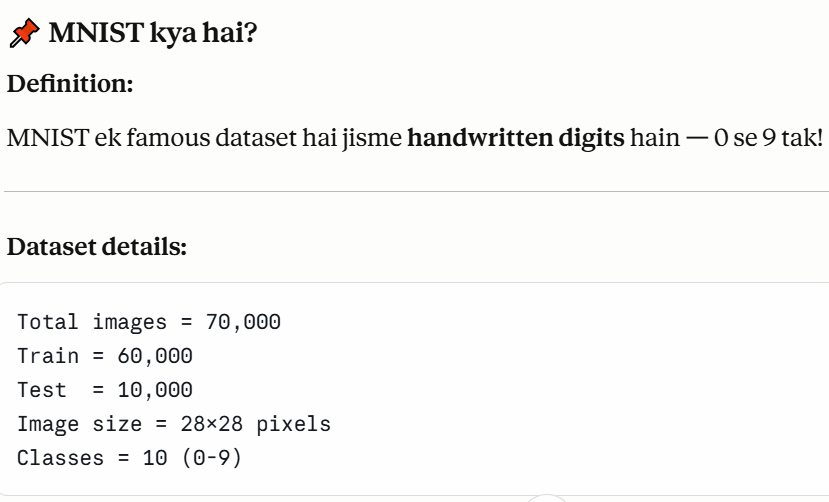 📌 MNIST kya hai?
Definition:
MNIST ek famous dataset hai jisme handwritten digits hain — 0 se 9 tak!
Dataset details:
Total images = 70,000
Train = 60,000
Test  = 10,000
Image size = 28×28 pixels
Classes = 10 (0-9)